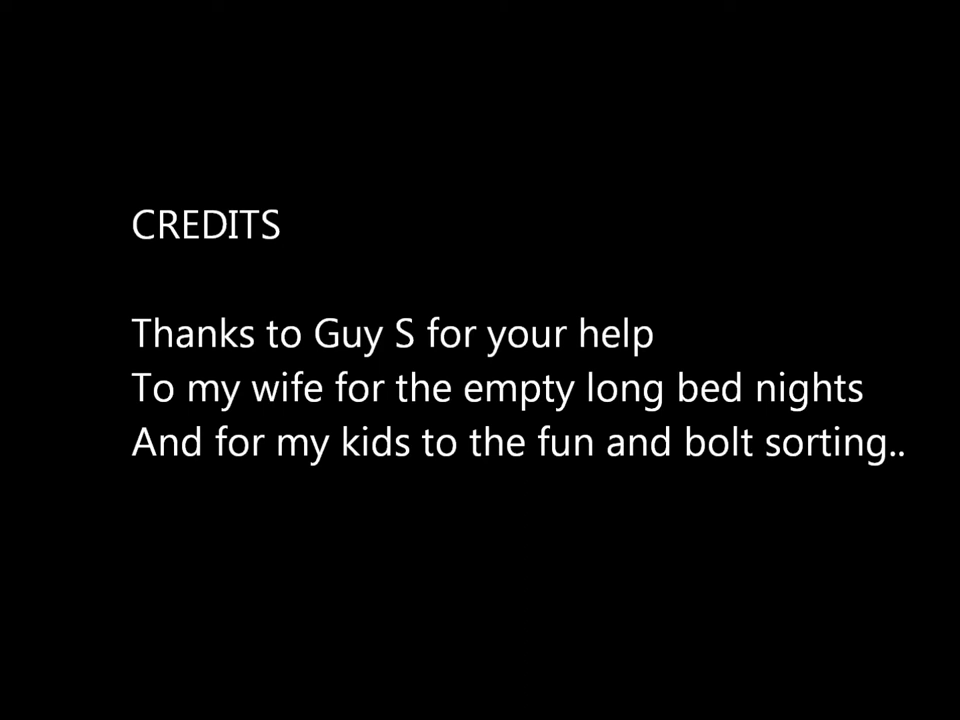 CREDITS
Thanks to Guy S for your help
To my wife for the empty long bed nights
And for my kids to the fun and bolt sorting..